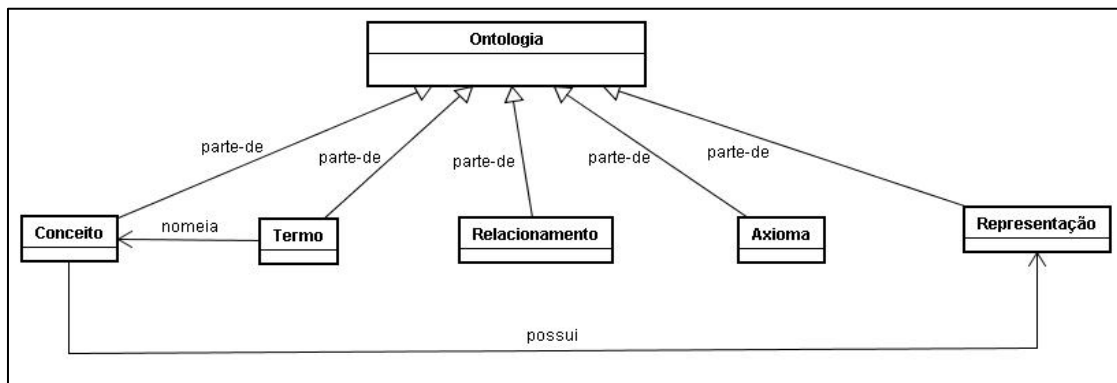 Ontologia
parte-de
parte-de
parte-de
parte-de
parte-de
Conceito
nomeia
Termo
Relacionamento
Axioma
Representação
possui